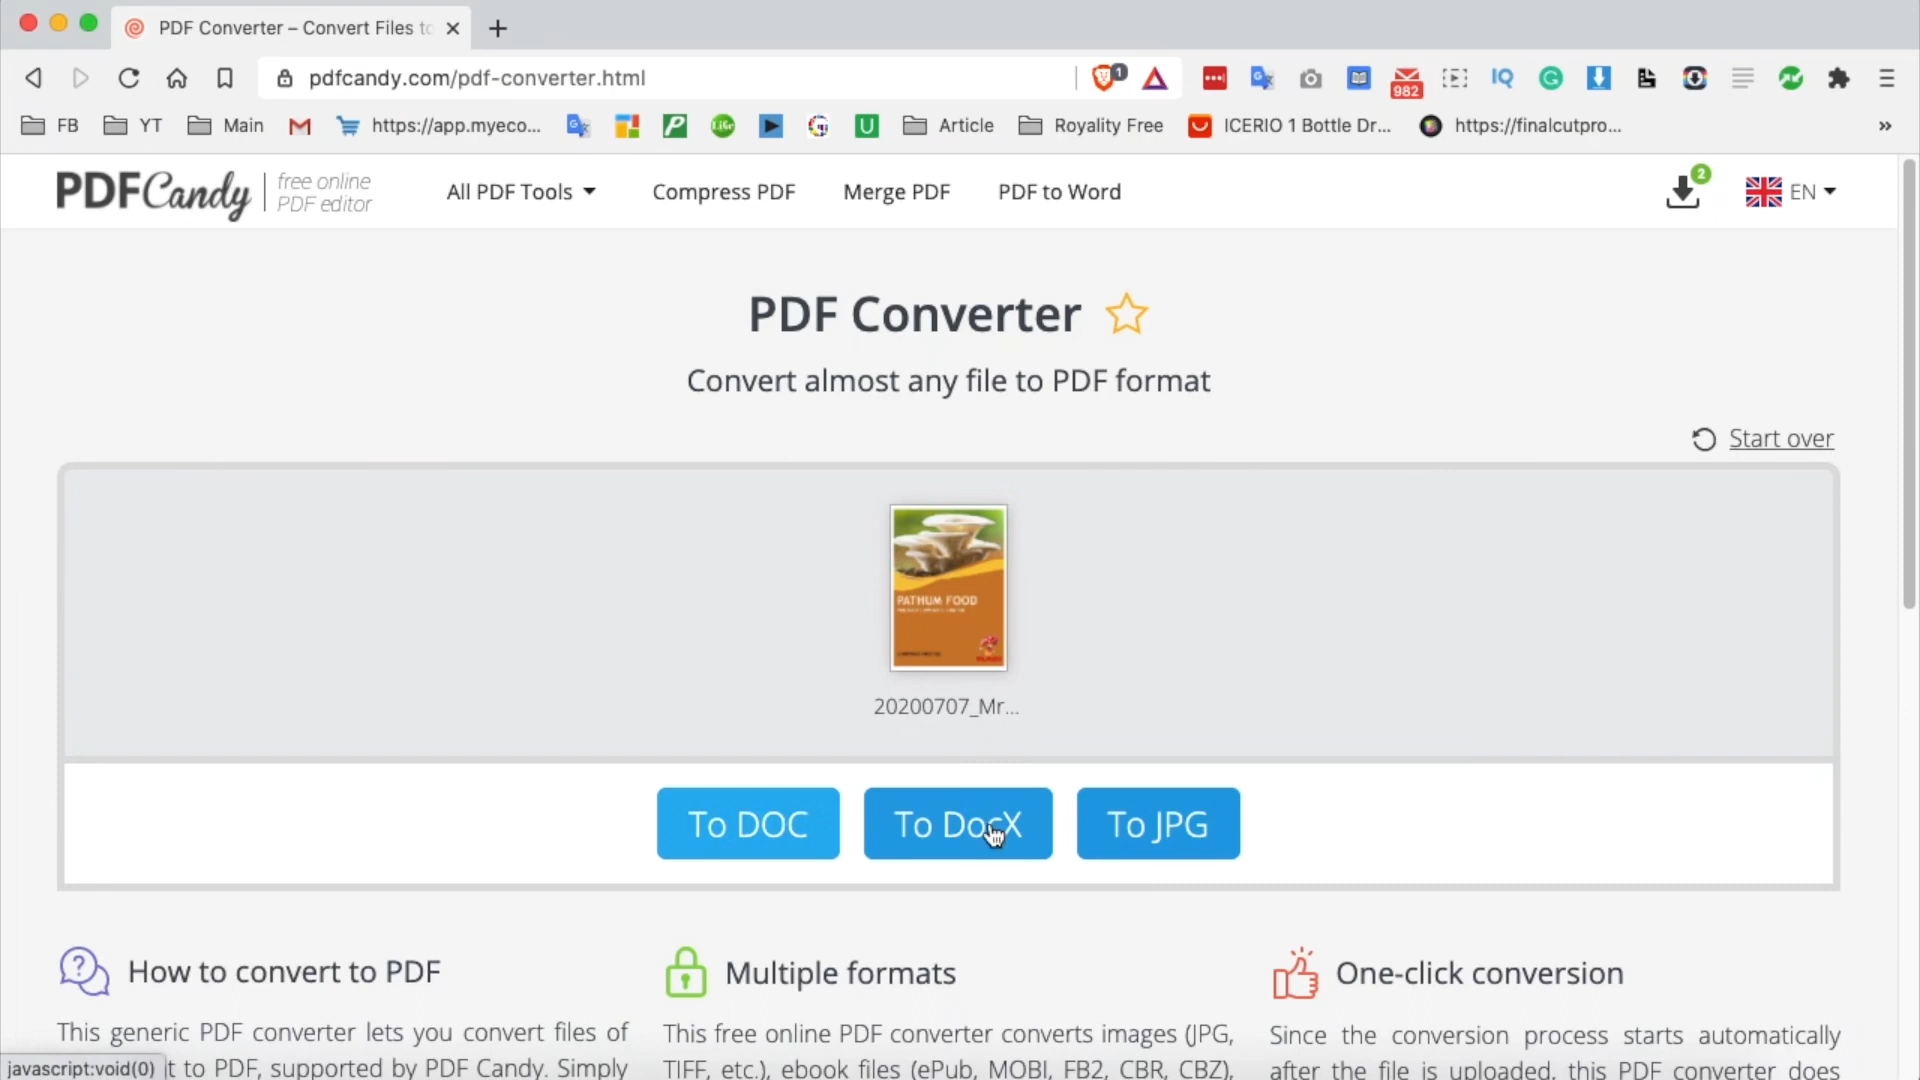 PDF Converter – Convert Files to
pdfcandy.com/pdf-converter.html
1
982
FB
YT
Main
https://app.myeco...
Article
Royality Free
ICERIO 1 Bottle Dr...
https://finalcutpro...
»
PDFCandy
free online
PDF editor
All PDF Tools
Compress PDF
Merge PDF
PDF to Word
2
EN
PDF Converter
Convert almost any file to PDF format
Start over
PATHUM FOOD
20200707_Mr...
To DOC
To DocX
To JPG
How to convert to PDF
This generic PDF converter lets you convert files of
t to PDF, supported by PDF Candy. Simply
Multiple formats
This free online PDF converter converts images (JPG,
TIFF, etc.), ebook files (ePub, MOBI, FB2, CBR, CBZ),
One-click conversion
Since the conversion process starts automatically
after the file is uploaded, this PDF converter does
javascript:void(0)